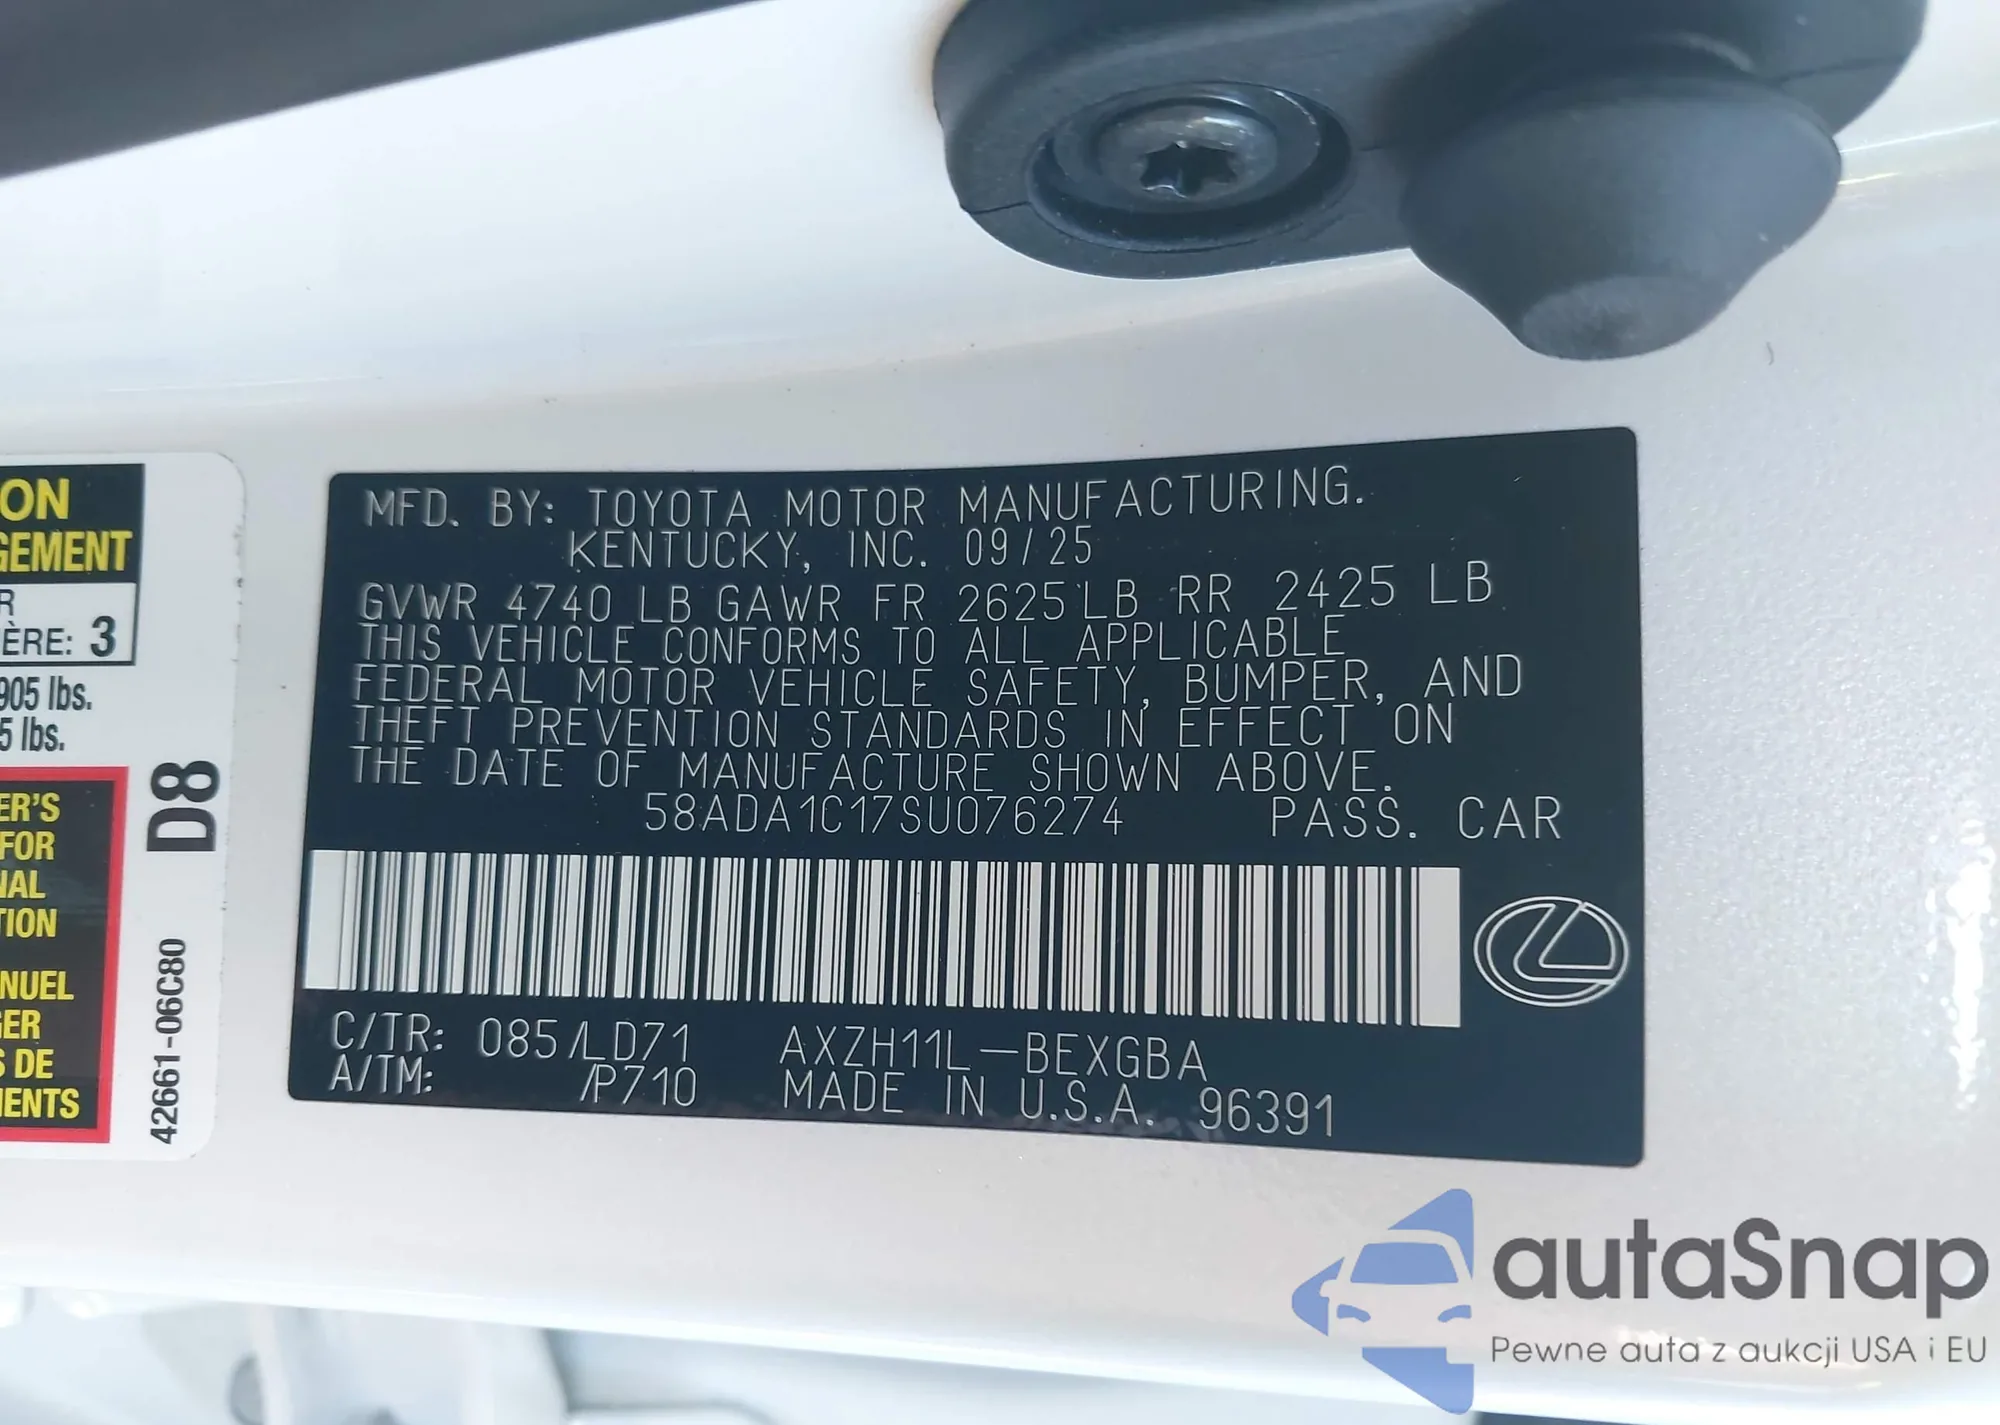 MFD. BY: TOYOTA MOTOR MANUFACTURING.
KENTUCKY, INC. 09/25
GVWR 4740 LB GAWR FR 2625 LB RR 2425 LB
THIS VEHICLE CONFORMS TO ALL APPLICABLE
FEDERAL MOTOR VEHICLE SAFETY, BUMPER, AND
THEFT PREVENTION STANDARDS IN EFFECT ON
THE DATE OF MANUFACTURE SHOWN ABOVE.
58ADA1C17SU076274 PASS. CAR
C/TR: 085/LD71 AXZH11L-BEXGBA
A/TM: /P710 MADE IN U.S.A. 96391
ON
GEMENT
R
ÈRE: 3
905 lbs.
5 lbs.
ER'S
FOR
NAL
TION
NUEL
GER
S DE
MENTS
D8
42661-06C80
autaSnap
Pewne auta z aukcji USA i EU